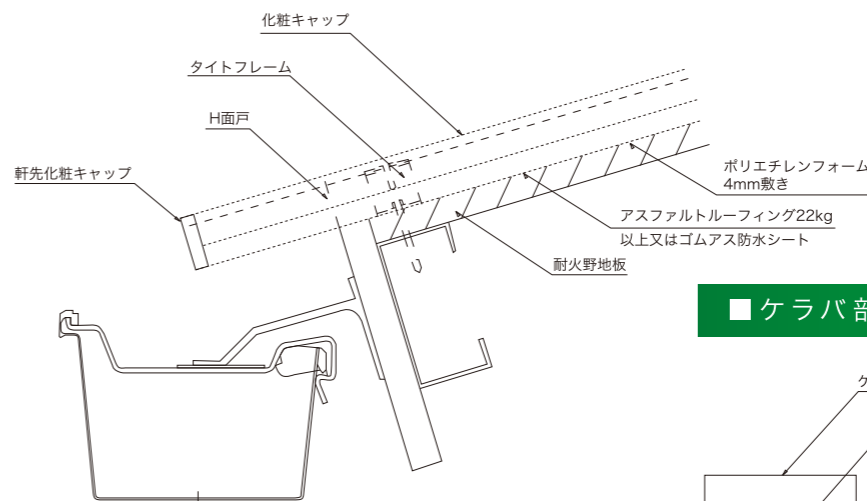 化粧キャップ
タイトフレーム
H面戸
軒先化粧キャップ
ポリエチレンフォーム
4mm敷き
アスファルトルーフィング22kg
以上又はゴムアス防水シート
耐火野地板
■ケラバ部
ケ